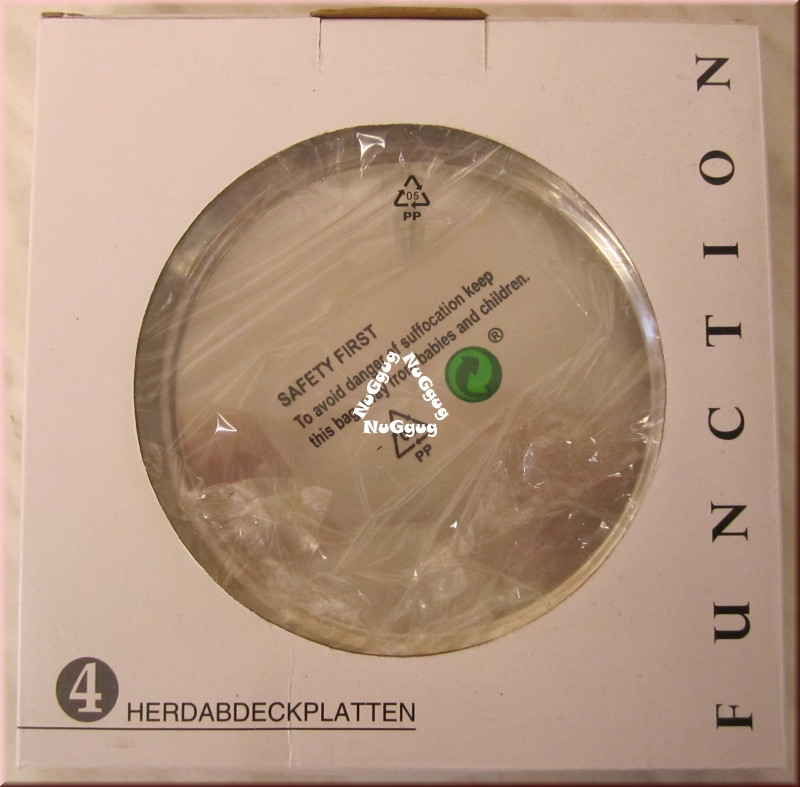 FuNCTION
05
PP
SAFETY FIRST
To avoid danger of suffocation keep
this bag away from babies and children.
®
NuGgug
NuGgug
NuGgug
PP
4 HERDABDECKPLATTEN